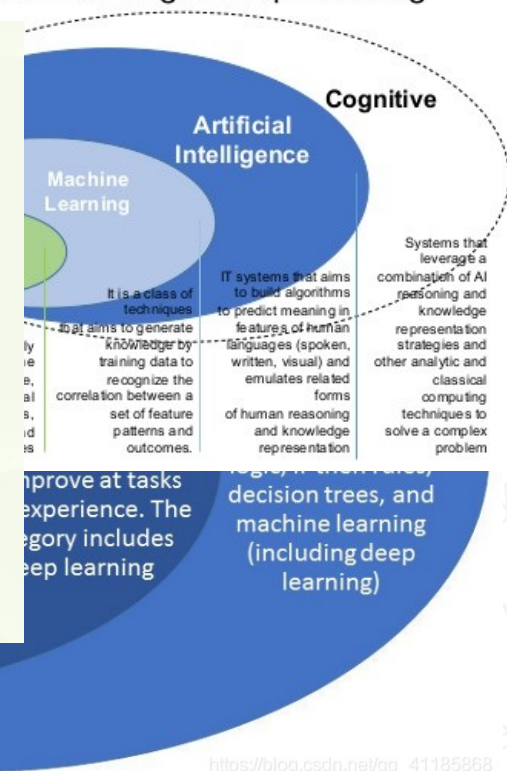 Cognitive
Artificial
Intelligence
Machine
Learning
Systems that
leverage a
combination of AI
reasoning and
knowledge
representation
strategies and
other analytic and
classical
computing
techniques to
solve a complex
problem
IT systems that aims
to build algorithms
to predict meaning in
features of human
languages (spoken,
written, visual) and
emulates related
forms
of human reasoning
and knowledge
representation
It is a class of
techniques
that aims to generate
knowledge by
training data to
recognize the
correlation between a
set of feature
patterns and
outcomes.
at tasks
experience. The
includes
learning
decision trees, and
machine learning
(including deep
learning)
https://blog.csdn.net/qq_41185868